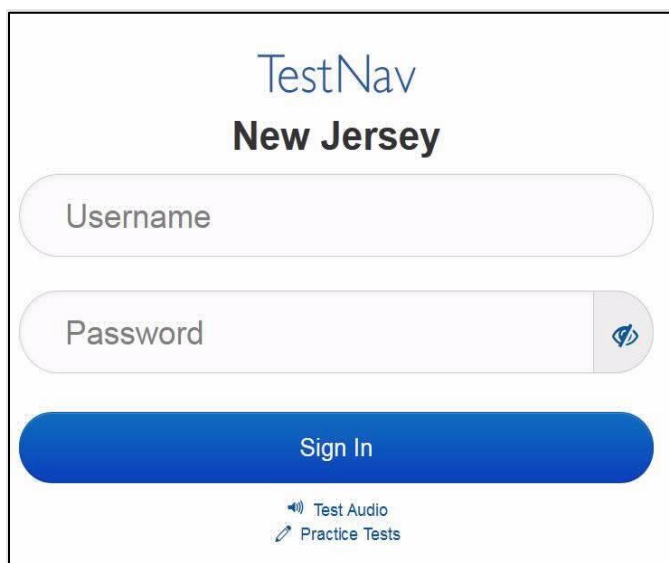 TestNav
New Jersey
Username
Password
Sign In
Test Audio
Practice Tests